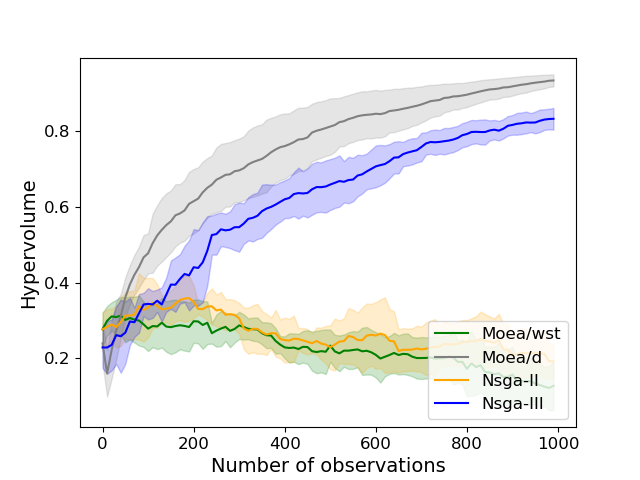 Hypervolume
0.8
0.6
0.4
0.2
Moea/wst
Moea/d
Nsga-II
Nsga-III
0 200 400 600 800 1000
Number of observations